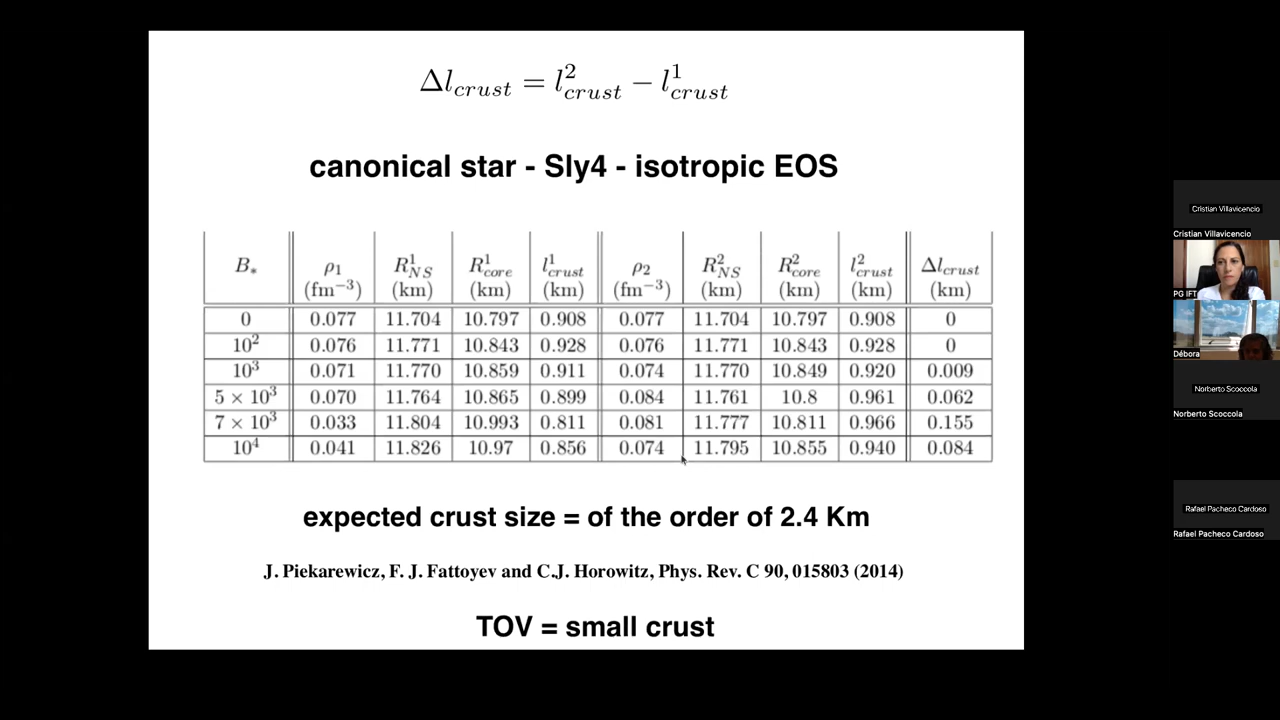 Δl_crust = l²_crust − l¹_crust
canonical star - Sly4 - isotropic EOS
B* ρ1 (fm⁻³) R¹_NS (km) R¹_core (km) l¹_crust (km) ρ2 (fm⁻³) R²_NS (km) R²_core (km) l²_crust (km) Δl_crust (km)
0 0.077 11.704 10.797 0.908 0.077 11.704 10.797 0.908 0
10² 0.076 11.771 10.843 0.928 0.076 11.771 10.843 0.928 0
10³ 0.071 11.770 10.859 0.911 0.074 11.770 10.849 0.920 0.009
5 × 10³ 0.070 11.764 10.865 0.899 0.084 11.761 10.8 0.961 0.062
7 × 10³ 0.033 11.804 10.993 0.811 0.081 11.777 10.811 0.966 0.155
10⁴ 0.041 11.826 10.97 0.856 0.074 11.795 10.855 0.940 0.084
expected crust size = of the order of 2.4 Km
J. Piekarewicz, F. J. Fattoyev and C.J. Horowitz, Phys. Rev. C 90, 015803 (2014)
TOV = small crust
Cristian Villavicencio
Cristian Villavicencio
PG IFT
Débora
Norberto Scoccola
Norberto Scoccola
Rafael Pacheco Cardoso
Rafael Pacheco Cardoso